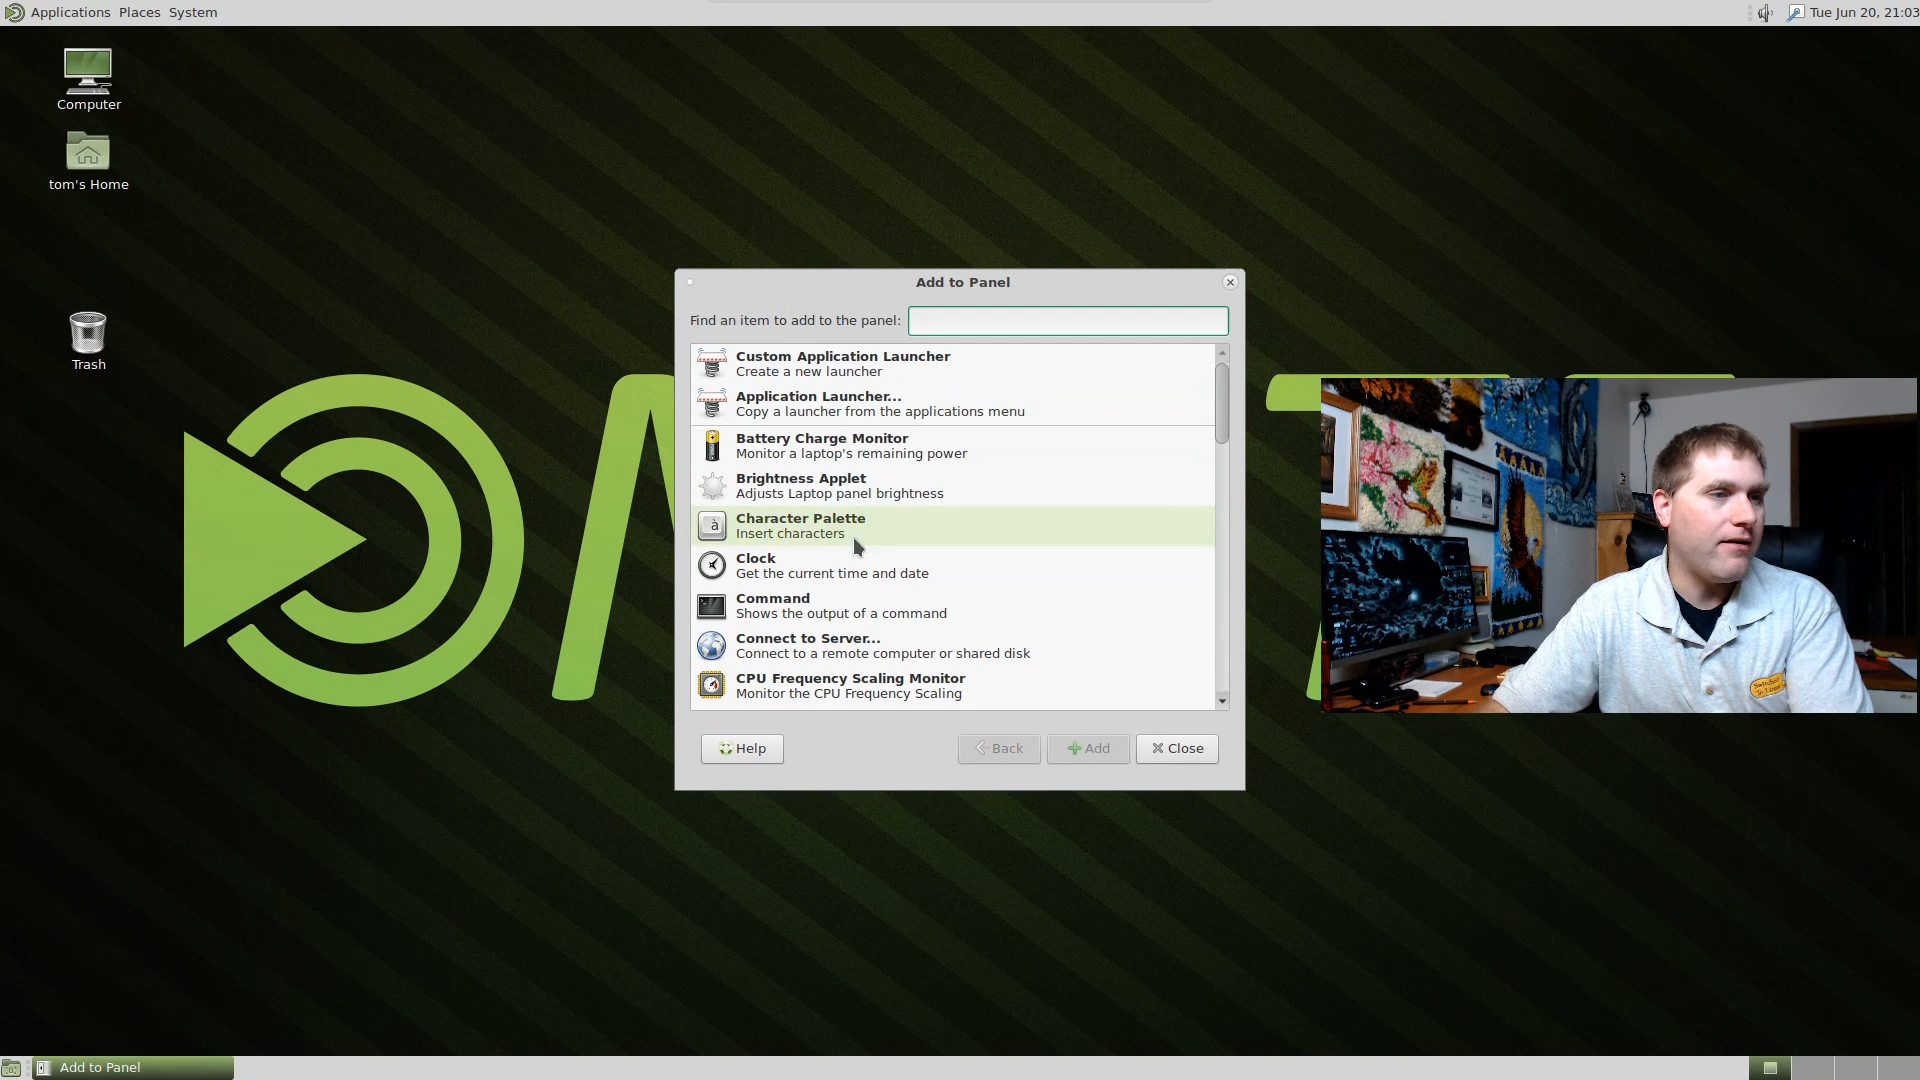 Applications Places System
Tue Jun 20, 21:03
Computer
tom's Home
Trash
Add to Panel
Find an item to add to the panel:
Custom Application Launcher
Create a new launcher
Application Launcher...
Copy a launcher from the applications menu
Battery Charge Monitor
Monitor a laptop's remaining power
Brightness Applet
Adjusts Laptop panel brightness
à
Character Palette
Insert characters
Clock
Get the current time and date
Command
Shows the output of a command
Connect to Server...
Connect to a remote computer or shared disk
CPU Frequency Scaling Monitor
Monitor the CPU Frequency Scaling
Help
Back
Add
Close
Switched
To Linux
Add to Panel